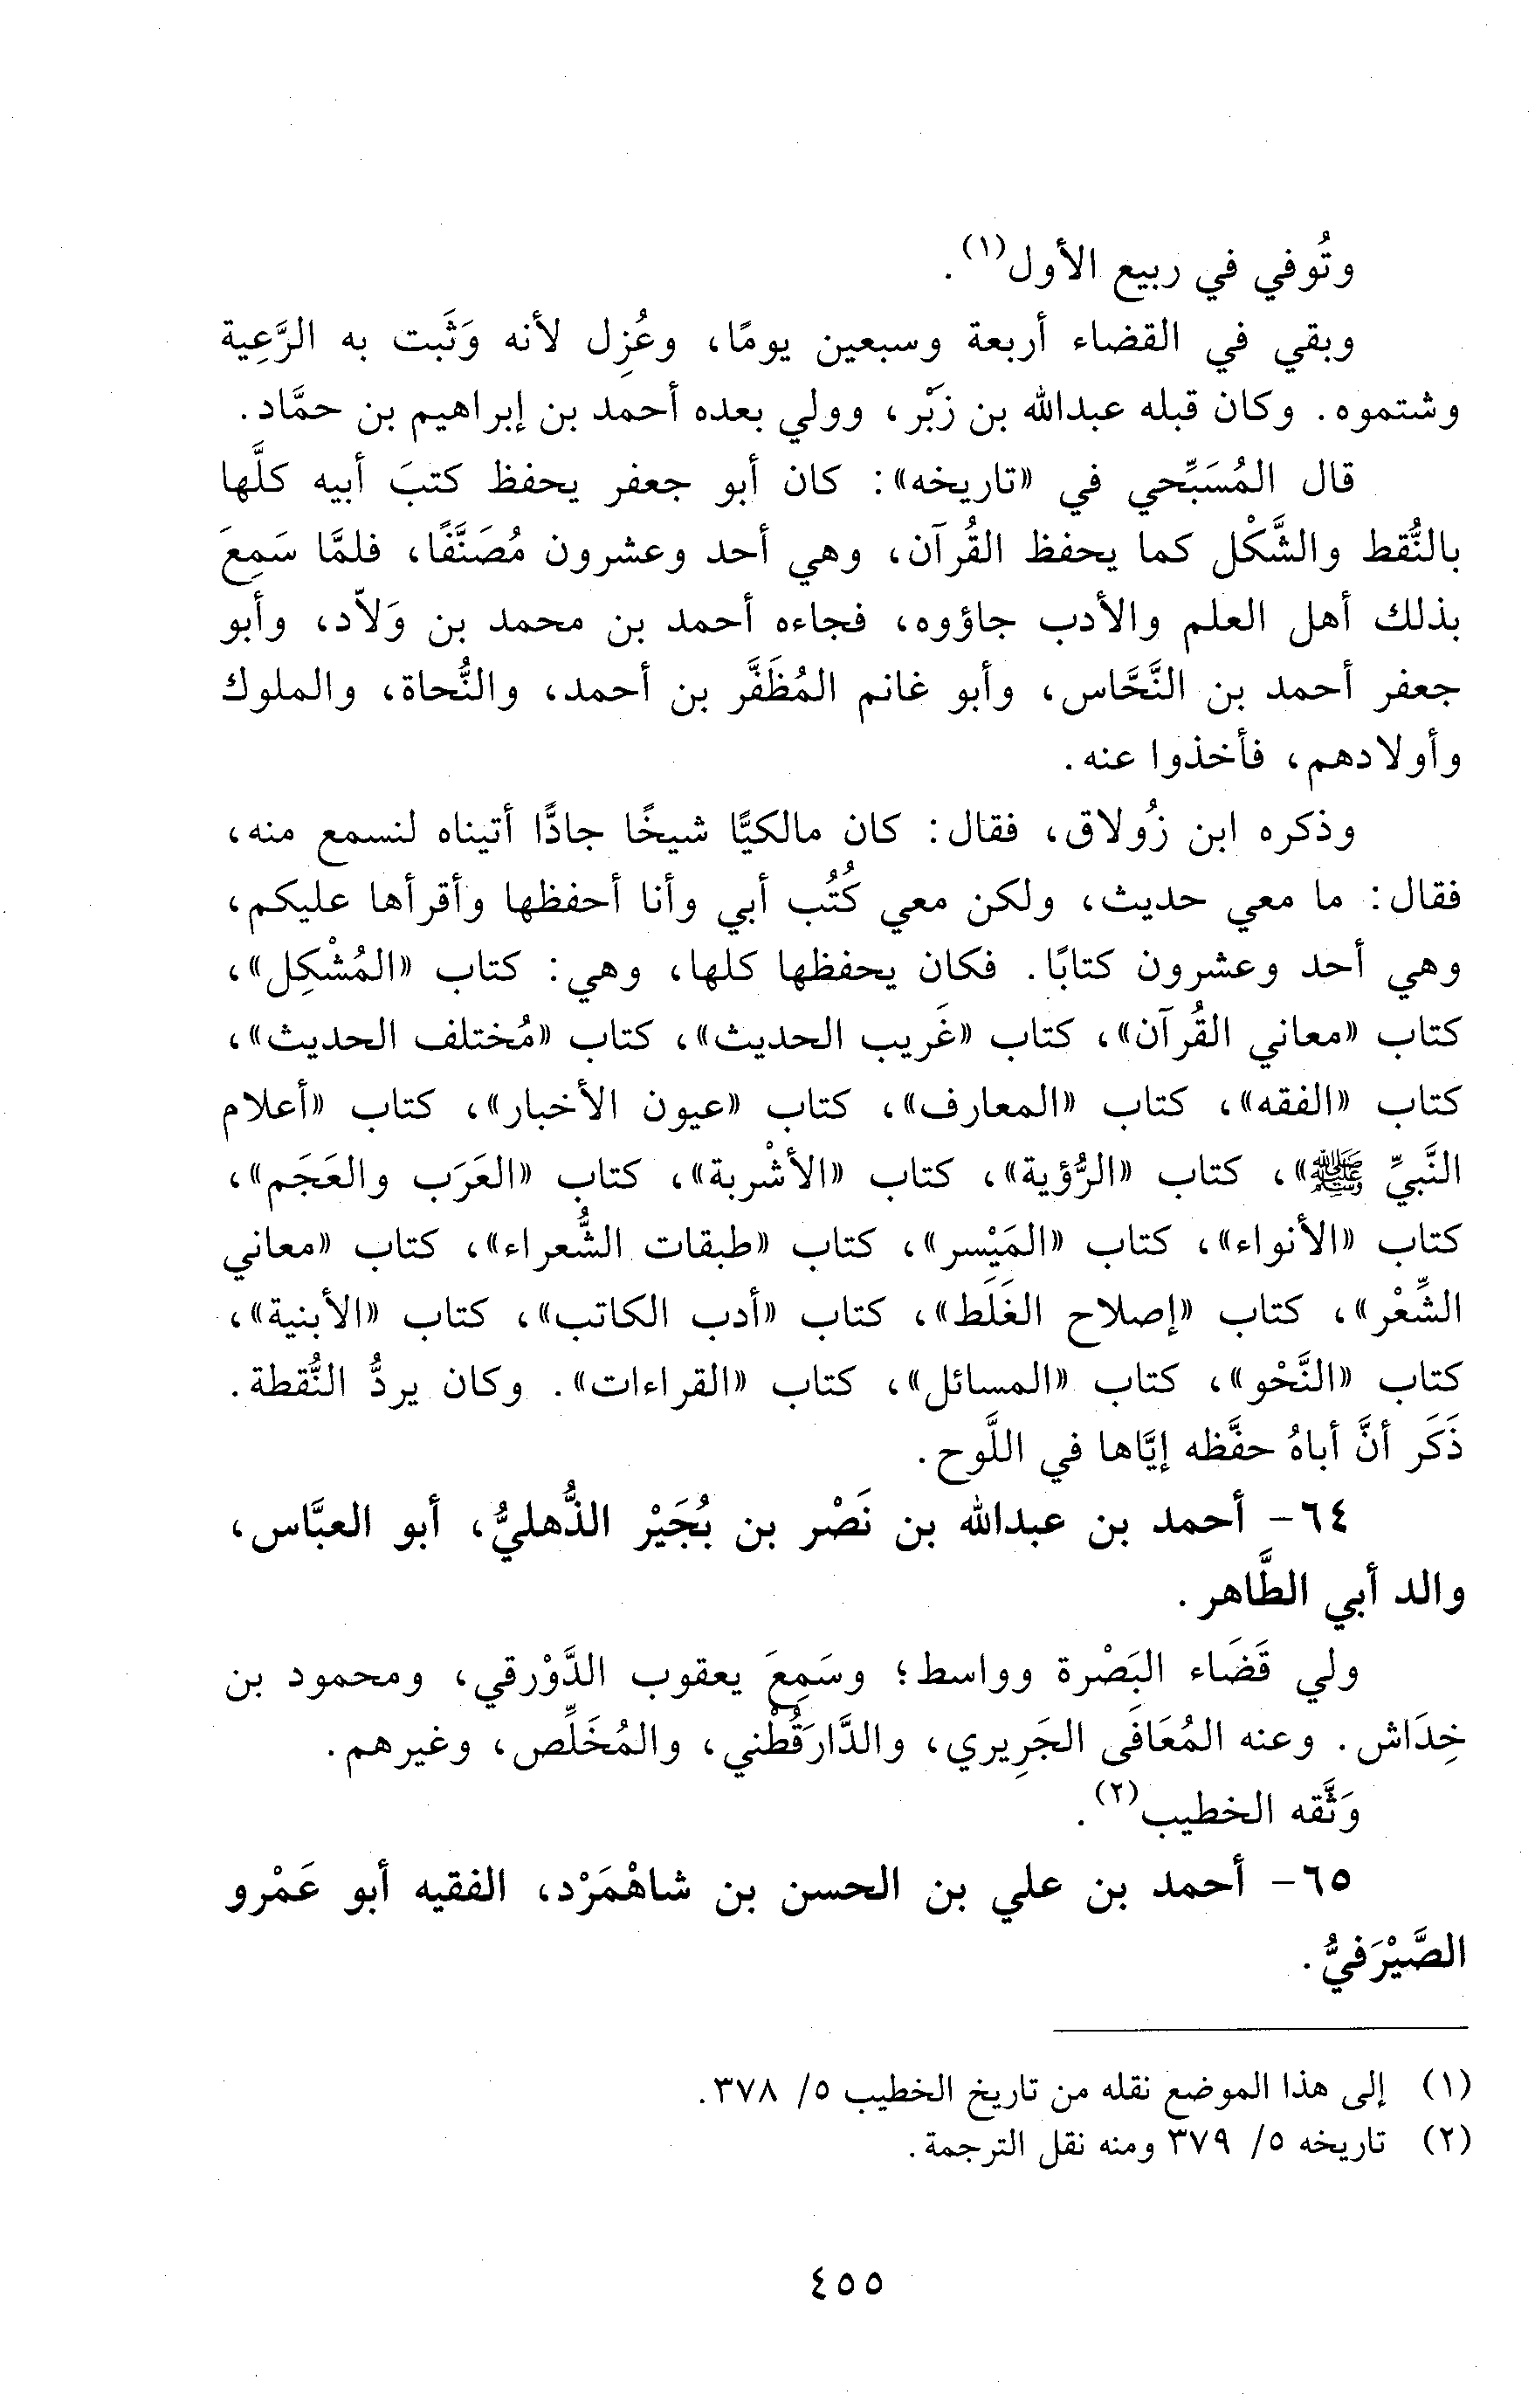 وتُوفي في ربيع الأول(١).
وبقي في القضاء أربعة وسبعين يومًا، وعُزِل لأنه وَثَبت به الرَّعِية
وشتموه. وكان قبله عبدالله بن زَبْر، وولي بعده أحمد بن إبراهيم بن حمَّاد.
قال المُسَبِّحي في «تاريخه»: كان أبو جعفر يحفظ كتبَ أبيه كلَّها
بالنُّقط والشَّكْل كما يحفظ القُرآن، وهي أحد وعشرون مُصَنَّفًا، فلمَّا سَمِعَ
بذلك أهل العلم والأدب جاؤوه، فجاءه أحمد بن محمد بن وَلاّد، وأبو
جعفر أحمد بن النَّحَّاس، وأبو غانم المُظَفَّر بن أحمد، والنُّحاة، والملوك
وأولادهم، فأخذوا عنه.
وذكره ابن زُولاق، فقال: كان مالكيًّا شيخًا جادًّا أتيناه لنسمع منه،
فقال: ما معي حديث، ولكن معي كُتُب أبي وأنا أحفظها وأقرأها عليكم،
وهي أحد وعشرون كتابًا. فكان يحفظها كلها، وهي: كتاب «المُشْكِل»،
كتاب «معاني القُرآن»، كتاب «غَريب الحديث»، كتاب «مُختلف الحديث»،
كتاب «الفقه»، كتاب «المعارف»، كتاب «عيون الأخبار»، كتاب «أعلام
النَّبيِّ ﷺ»، كتاب «الرُّؤية»، كتاب «الأشْربة»، كتاب «العَرَب والعَجَم»،
كتاب «الأنواء»، كتاب «المَيْسر»، كتاب «طبقات الشُّعراء»، كتاب «معاني
الشِّعْر»، كتاب «إصلاح الغَلَط»، كتاب «أدب الكاتب»، كتاب «الأبنية»،
كتاب «النَّحْو»، كتاب «المسائل»، كتاب «القراءات». وكان يردُّ النُّقطة.
ذَكَر أنَّ أباهُ حفَّظه إيَّاها في اللَّوح.
٦٤- أحمد بن عبدالله بن نَصْر بن بُجَيْر الذُّهليُّ، أبو العبَّاس،
والد أبي الطَّاهر.
ولي قَضَاء البَصْرة وواسط؛ وسَمِعَ يعقوب الدَّوْرقي، ومحمود بن
خِدَاش. وعنه المُعَافَى الجَرِيري، والدَّارَقُطْني، والمُخَلِّص، وغيرهم.
وَثَّقه الخطيب(٢).
٦٥- أحمد بن علي بن الحسن بن شاهْمَرْد، الفقيه أبو عَمْرو
الصَّيْرَفيُّ.
(١) إلى هذا الموضع نقله من تاريخ الخطيب ٥/ ٣٧٨.
(٢) تاريخه ٥/ ٣٧٩ ومنه نقل الترجمة.
٤٥٥